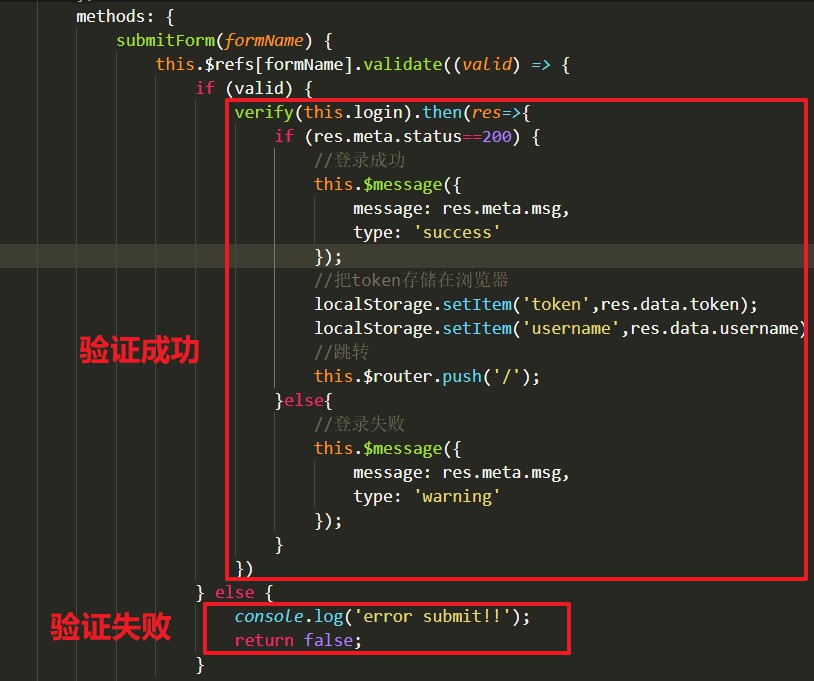 methods: {
submitForm(formName) {
this.$refs[formName].validate((valid) => {
if (valid) {
verify(this.login).then(res=>{
if (res.meta.status==200) {
//登录成功
this.$message({
message: res.meta.msg,
type: 'success'
});
//把token存储在浏览器
localStorage.setItem('token',res.data.token);
localStorage.setItem('username',res.data.username)
验证成功
//跳转
this.$router.push('/');
}else{
//登录失败
this.$message({
message: res.meta.msg,
type: 'warning'
});
}
})
} else {
验证失败
console.log('error submit!!');
return false;
}